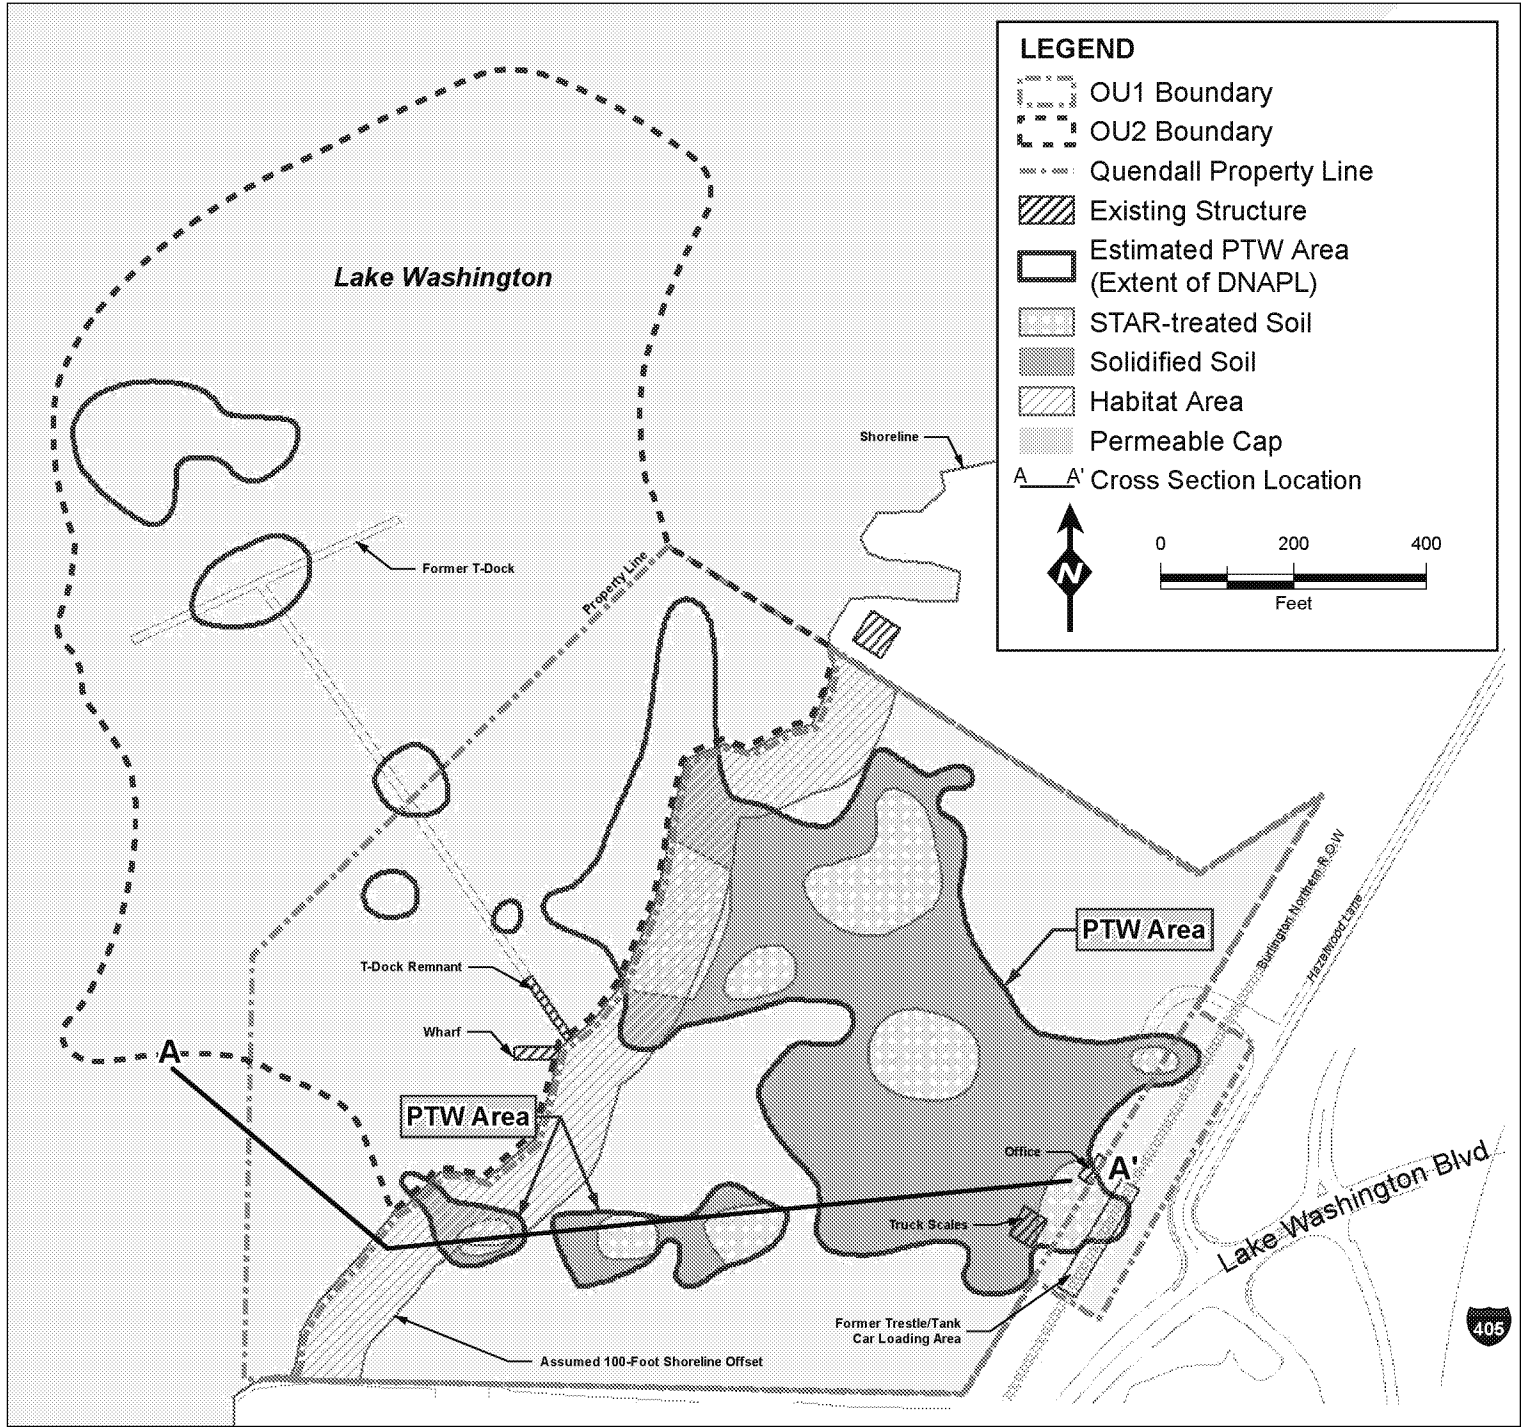 LEGEND
OU1 Boundary
OU2 Boundary
Quendall Property Line
Existing Structure
Estimated PTW Area
(Extent of DNAPL)
STAR-treated Soil
Solidified Soil
Habitat Area
Permeable Cap
A A' Cross Section Location
N
0 200 400
Feet
Lake Washington
Shoreline
Former T-Dock
Property Line
PTW Area
Burlington Northern R.O.W
Hazelwood Lane
T-Dock Remnant
Wharf
A
PTW Area
Office
A'
Truck Scales
Lake Washington Blvd
Former Trestle/Tank
Car Loading Area
405
Assumed 100-Foot Shoreline Offset